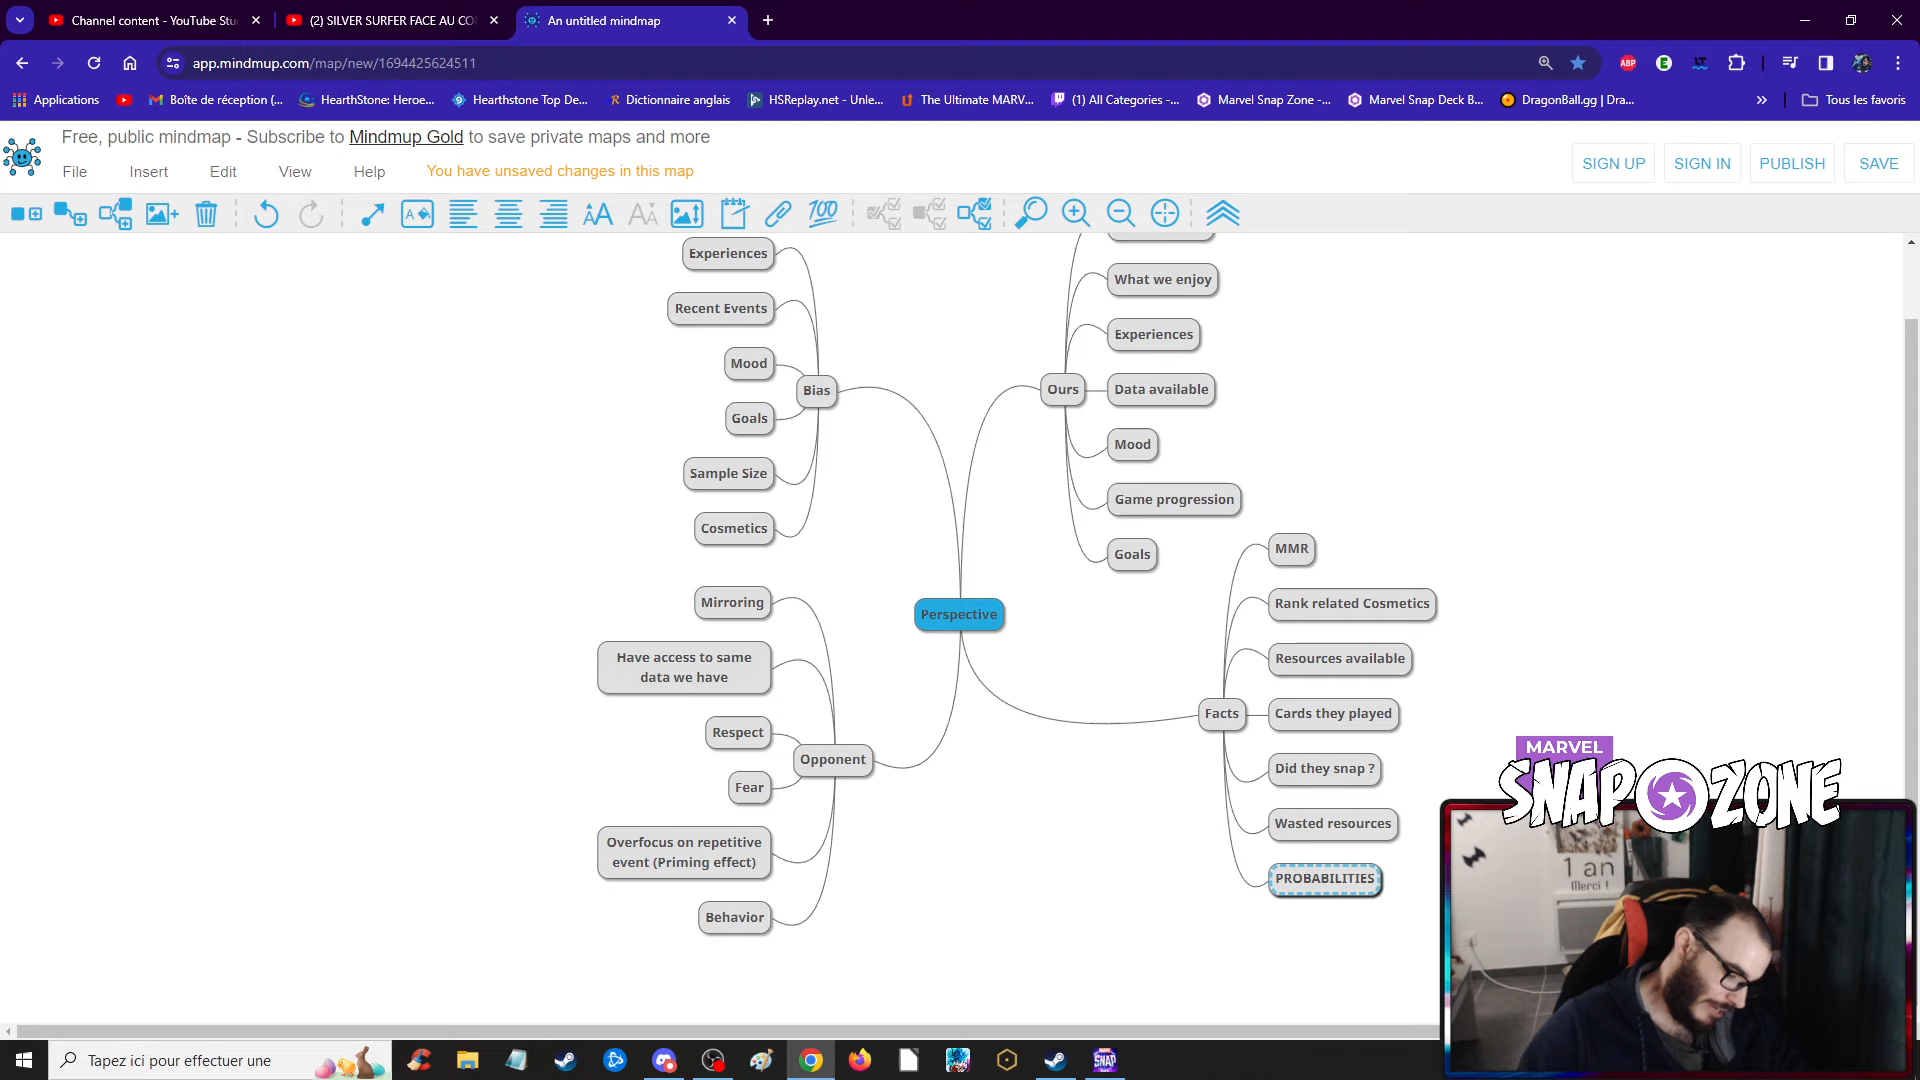 Channel content - YouTube Stu
(2) SILVER SURFER FACE AU CO
An untitled mindmap
app.mindmup.com/map/new/1694425624511
ABP
Applications
Boîte de réception (...
HearthStone: Heroe...
Hearthstone Top De...
Dictionnaire anglais
HSReplay.net - Unle...
The Ultimate MARV...
(1) All Categories -...
Marvel Snap Zone -...
Marvel Snap Deck B...
DragonBall.gg | Dra...
Tous les favoris
Free, public mindmap - Subscribe to Mindmup Gold to save private maps and more
File
Insert
Edit
View
Help
You have unsaved changes in this map
SIGN UP
SIGN IN
PUBLISH
SAVE
100
Experiences
Recent Events
Mood
Goals
Sample Size
Cosmetics
Bias
What we enjoy
Experiences
Data available
Mood
Game progression
Goals
Ours
Perspective
Mirroring
Have access to same
data we have
Respect
Fear
Overfocus on repetitive
event (Priming effect)
Behavior
Opponent
MMR
Rank related Cosmetics
Resources available
Cards they played
Did they snap ?
Wasted resources
PROBABILITIES
Facts
MARVEL
SNAP ZONE
1 an
Merci !
Tapez ici pour effectuer une
SNAP